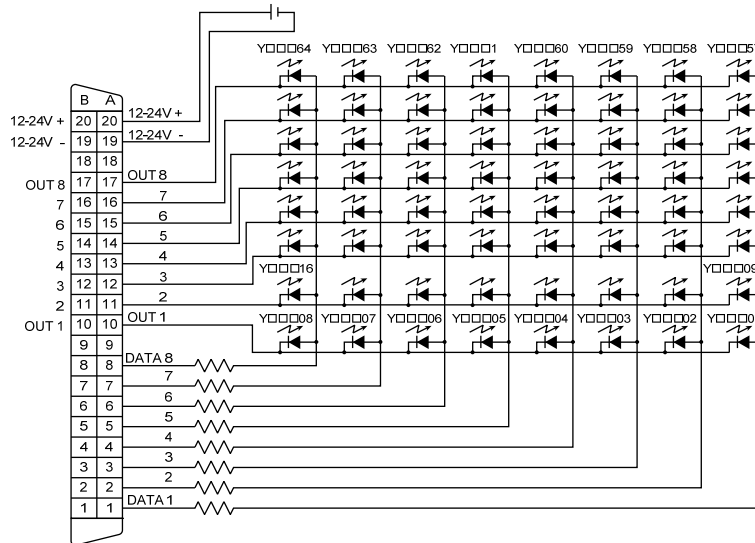 Y□□□64 Y□□□63 Y□□□62 Y□□□1 Y□□□60 Y□□□59 Y□□□58 Y□□□57
B A
12-24V + 20 20 12-24V +
12-24V - 19 19 12-24V -
18 18
OUT 8 17 17 OUT 8
7 16 16 7
6 15 15 6
5 14 14 5
4 13 13 4
3 12 12 3
Y□□□16 Y□□□09
2 11 11 2
OUT 1 10 10 OUT 1
Y□□□08 Y□□□07 Y□□□06 Y□□□05 Y□□□04 Y□□□03 Y□□□02 Y□□□0
9 9
8 8 DATA 8
7 7 7
6 6 6
5 5 5
4 4 4
3 3 3
2 2 2
1 1 DATA 1